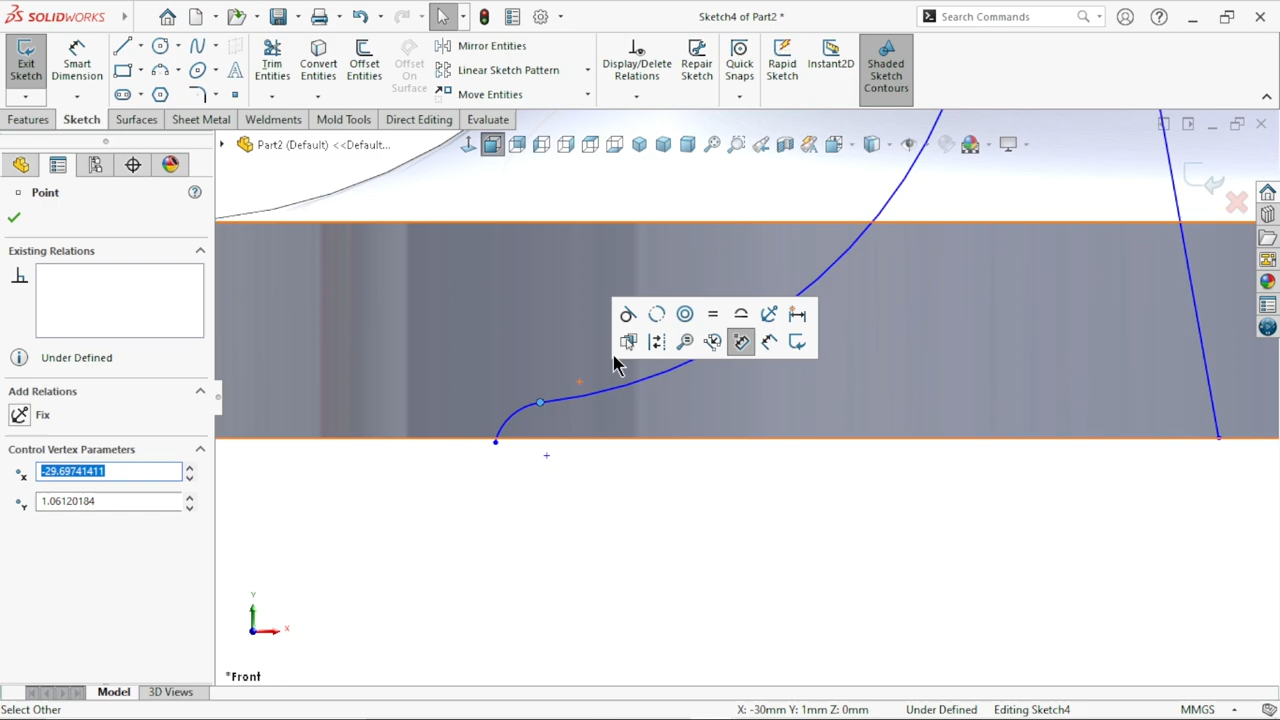 SOLIDWORKS
Sketch4 of Part2 *
Search Commands
Exit Sketch
Smart Dimension
Trim Entities
Convert Entities
Offset Entities
Offset On Surface
Mirror Entities
Linear Sketch Pattern
Move Entities
Display/Delete Relations
Repair Sketch
Quick Snaps
Rapid Sketch
Instant2D
Shaded Sketch Contours
Features
Sketch
Surfaces
Sheet Metal
Weldments
Mold Tools
Direct Editing
Evaluate
Part2 (Default) <<Default...
Point
Existing Relations
Under Defined
Add Relations
Fix
Control Vertex Parameters
-29.69741411
1.06120184
Y
X
*Front
Model
3D Views
Select Other
X: -30mm Y: 1mm Z: 0mm
Under Defined
Editing Sketch4
MMGS